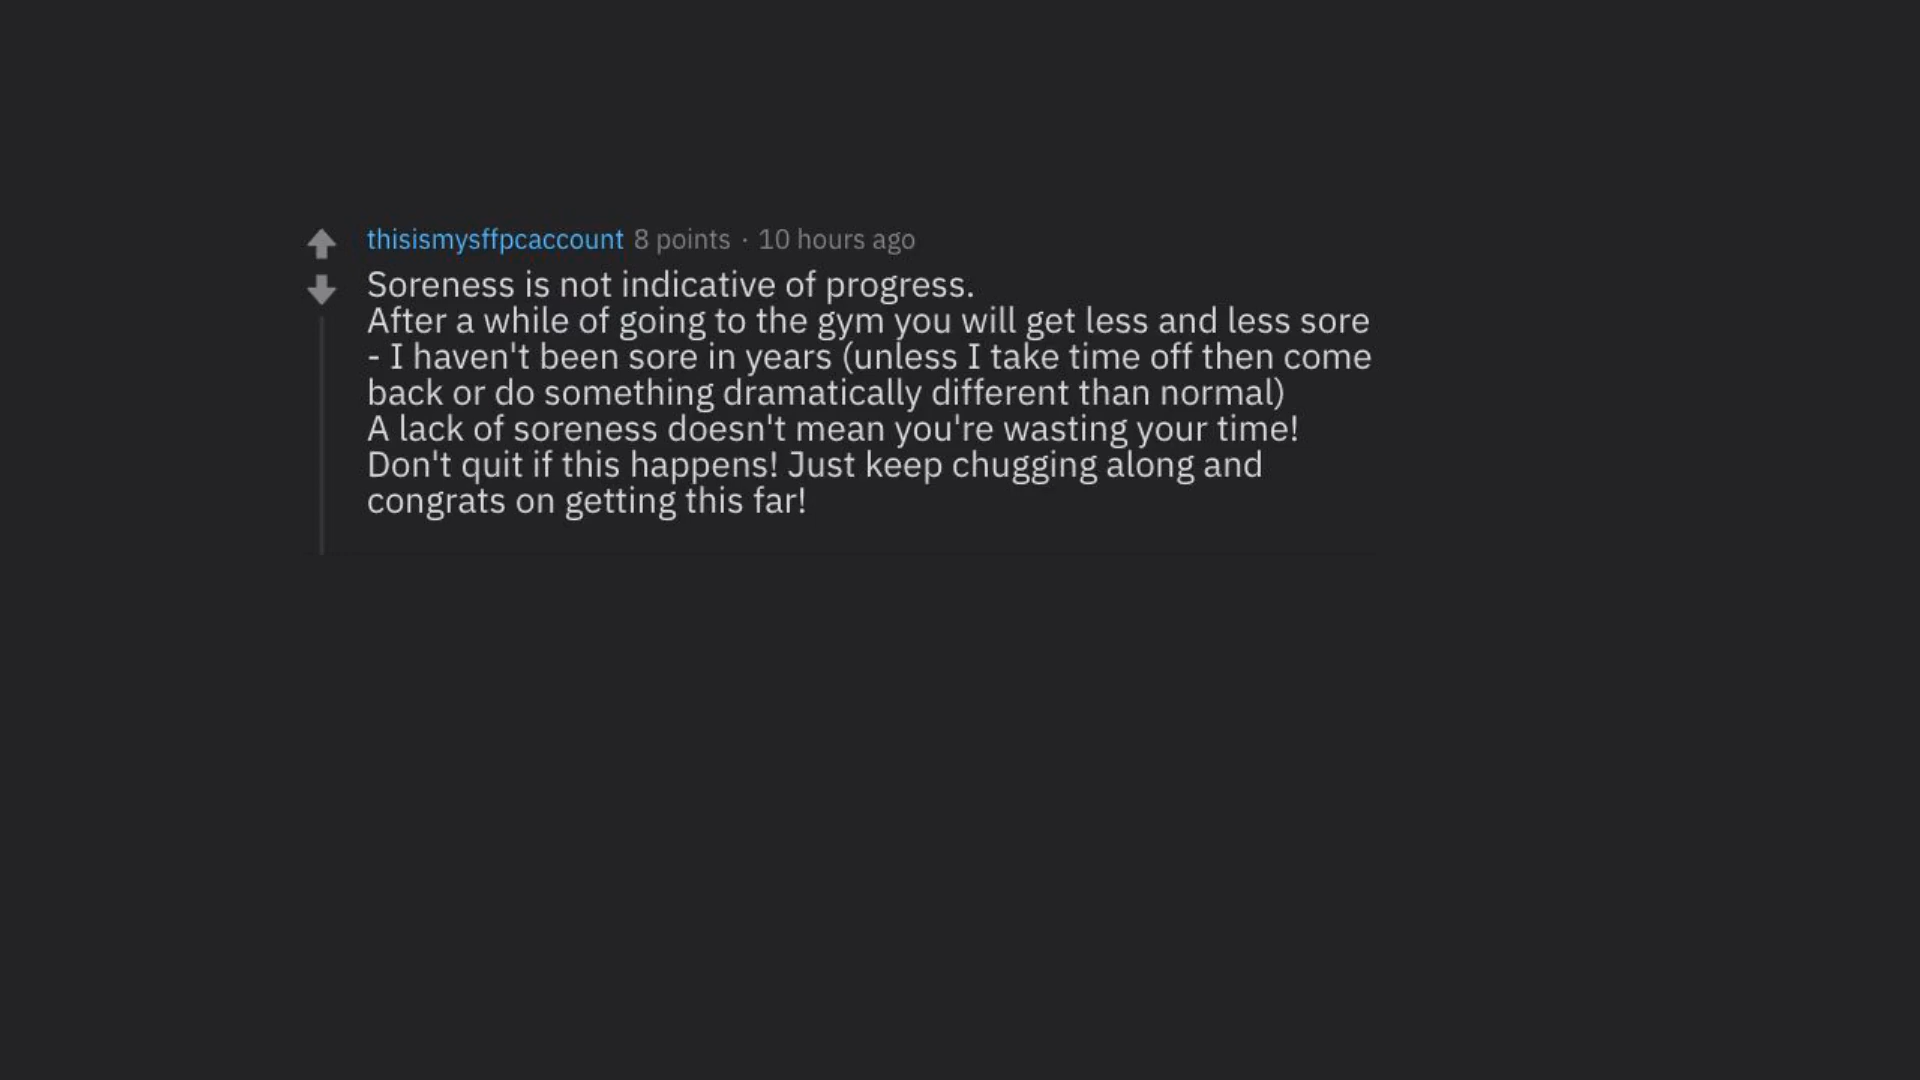 thisismysffpcaccount 8 points · 10 hours ago
Soreness is not indicative of progress.
After a while of going to the gym you will get less and less sore
- I haven't been sore in years (unless I take time off then come
back or do something dramatically different than normal)
A lack of soreness doesn't mean you're wasting your time!
Don't quit if this happens! Just keep chugging along and
congrats on getting this far!